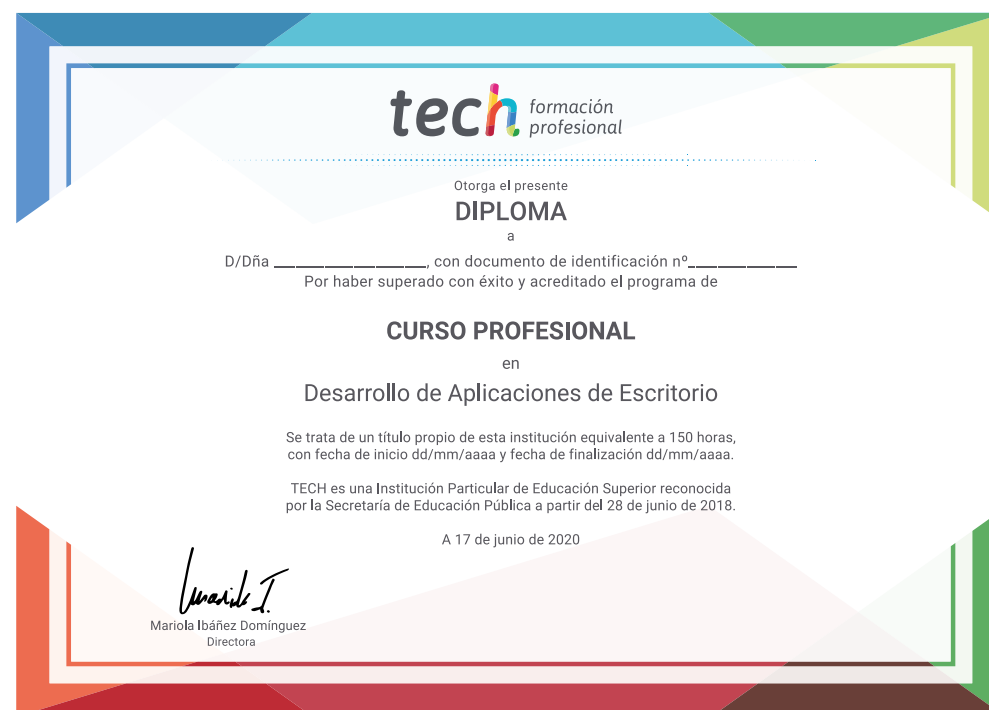 tech formación
profesional
Otorga el presente
DIPLOMA
a
D/Dña ______________, con documento de identificación nº__________
Por haber superado con éxito y acreditado el programa de
CURSO PROFESIONAL
en
Desarrollo de Aplicaciones de Escritorio
Se trata de un título propio de esta institución equivalente a 150 horas,
con fecha de inicio dd/mm/aaaa y fecha de finalización dd/mm/aaaa.
TECH es una Institución Particular de Educación Superior reconocida
por la Secretaría de Educación Pública a partir del 28 de junio de 2018.
A 17 de junio de 2020
Mariola Ibáñez Domínguez
Directora